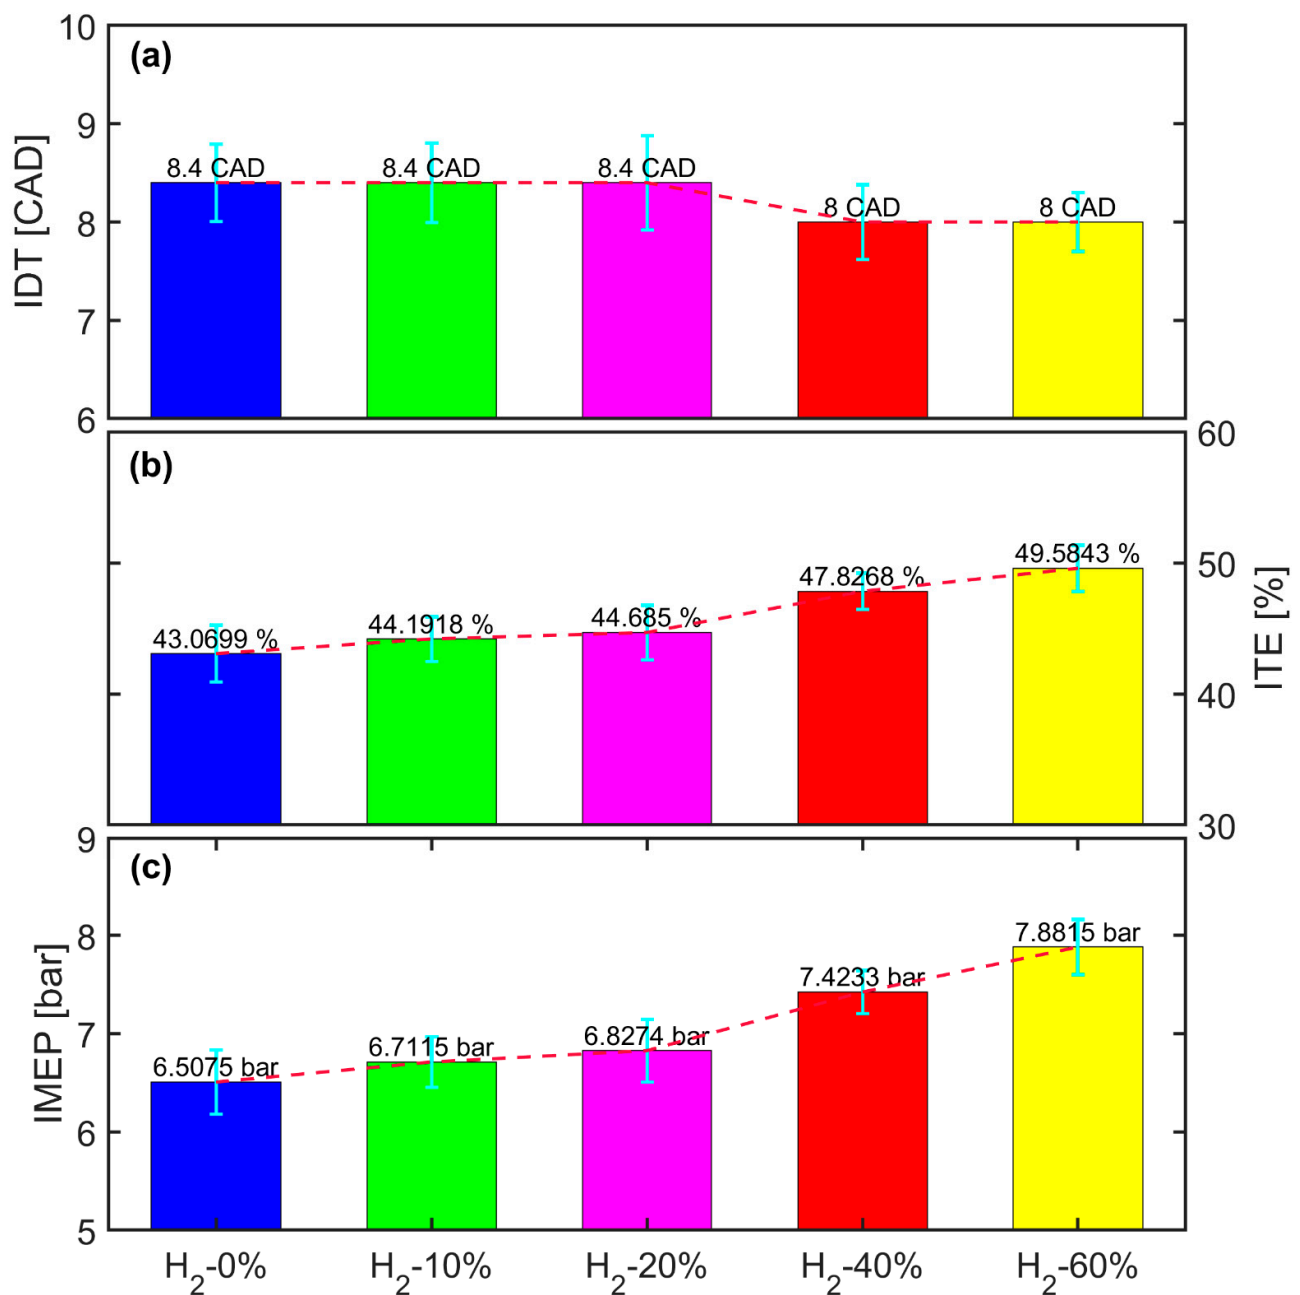 (a)
IDT [CAD]
10
9
8
7
6
8.4 CAD
8.4 CAD
8.4 CAD
8 CAD
8 CAD
(b)
ITE [%]
60
50
40
30
43.0699 %
44.1918 %
44.685 %
47.8268 %
49.5843 %
(c)
IMEP [bar]
9
8
7
6
5
6.5075 bar
6.7115 bar
6.8274 bar
7.4233 bar
7.8815 bar
H₂-0%
H₂-10%
H₂-20%
H₂-40%
H₂-60%